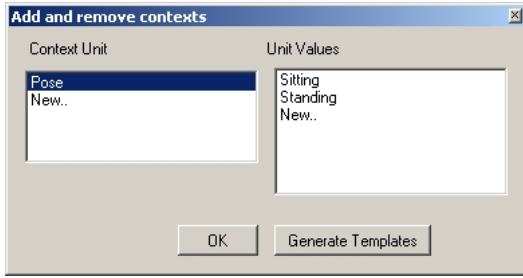 Add and remove contexts
Context Unit
Unit Values
Pose
New..
Sitting
Standing
New..
OK
Generate Templates